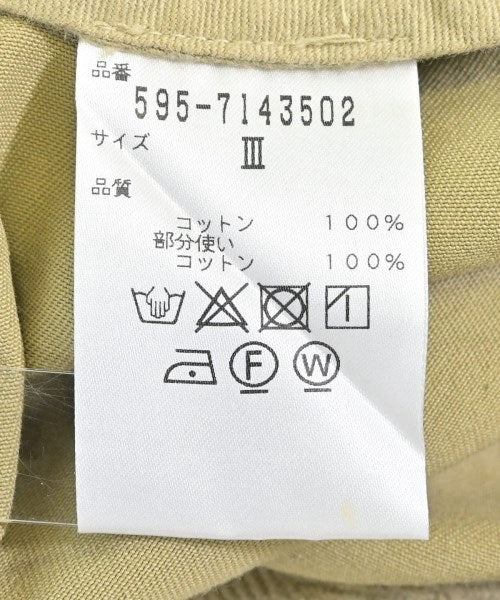 品番
595-7143502
サイズ
III
品質
コットン 100%
部分使い
コットン 100%
F W